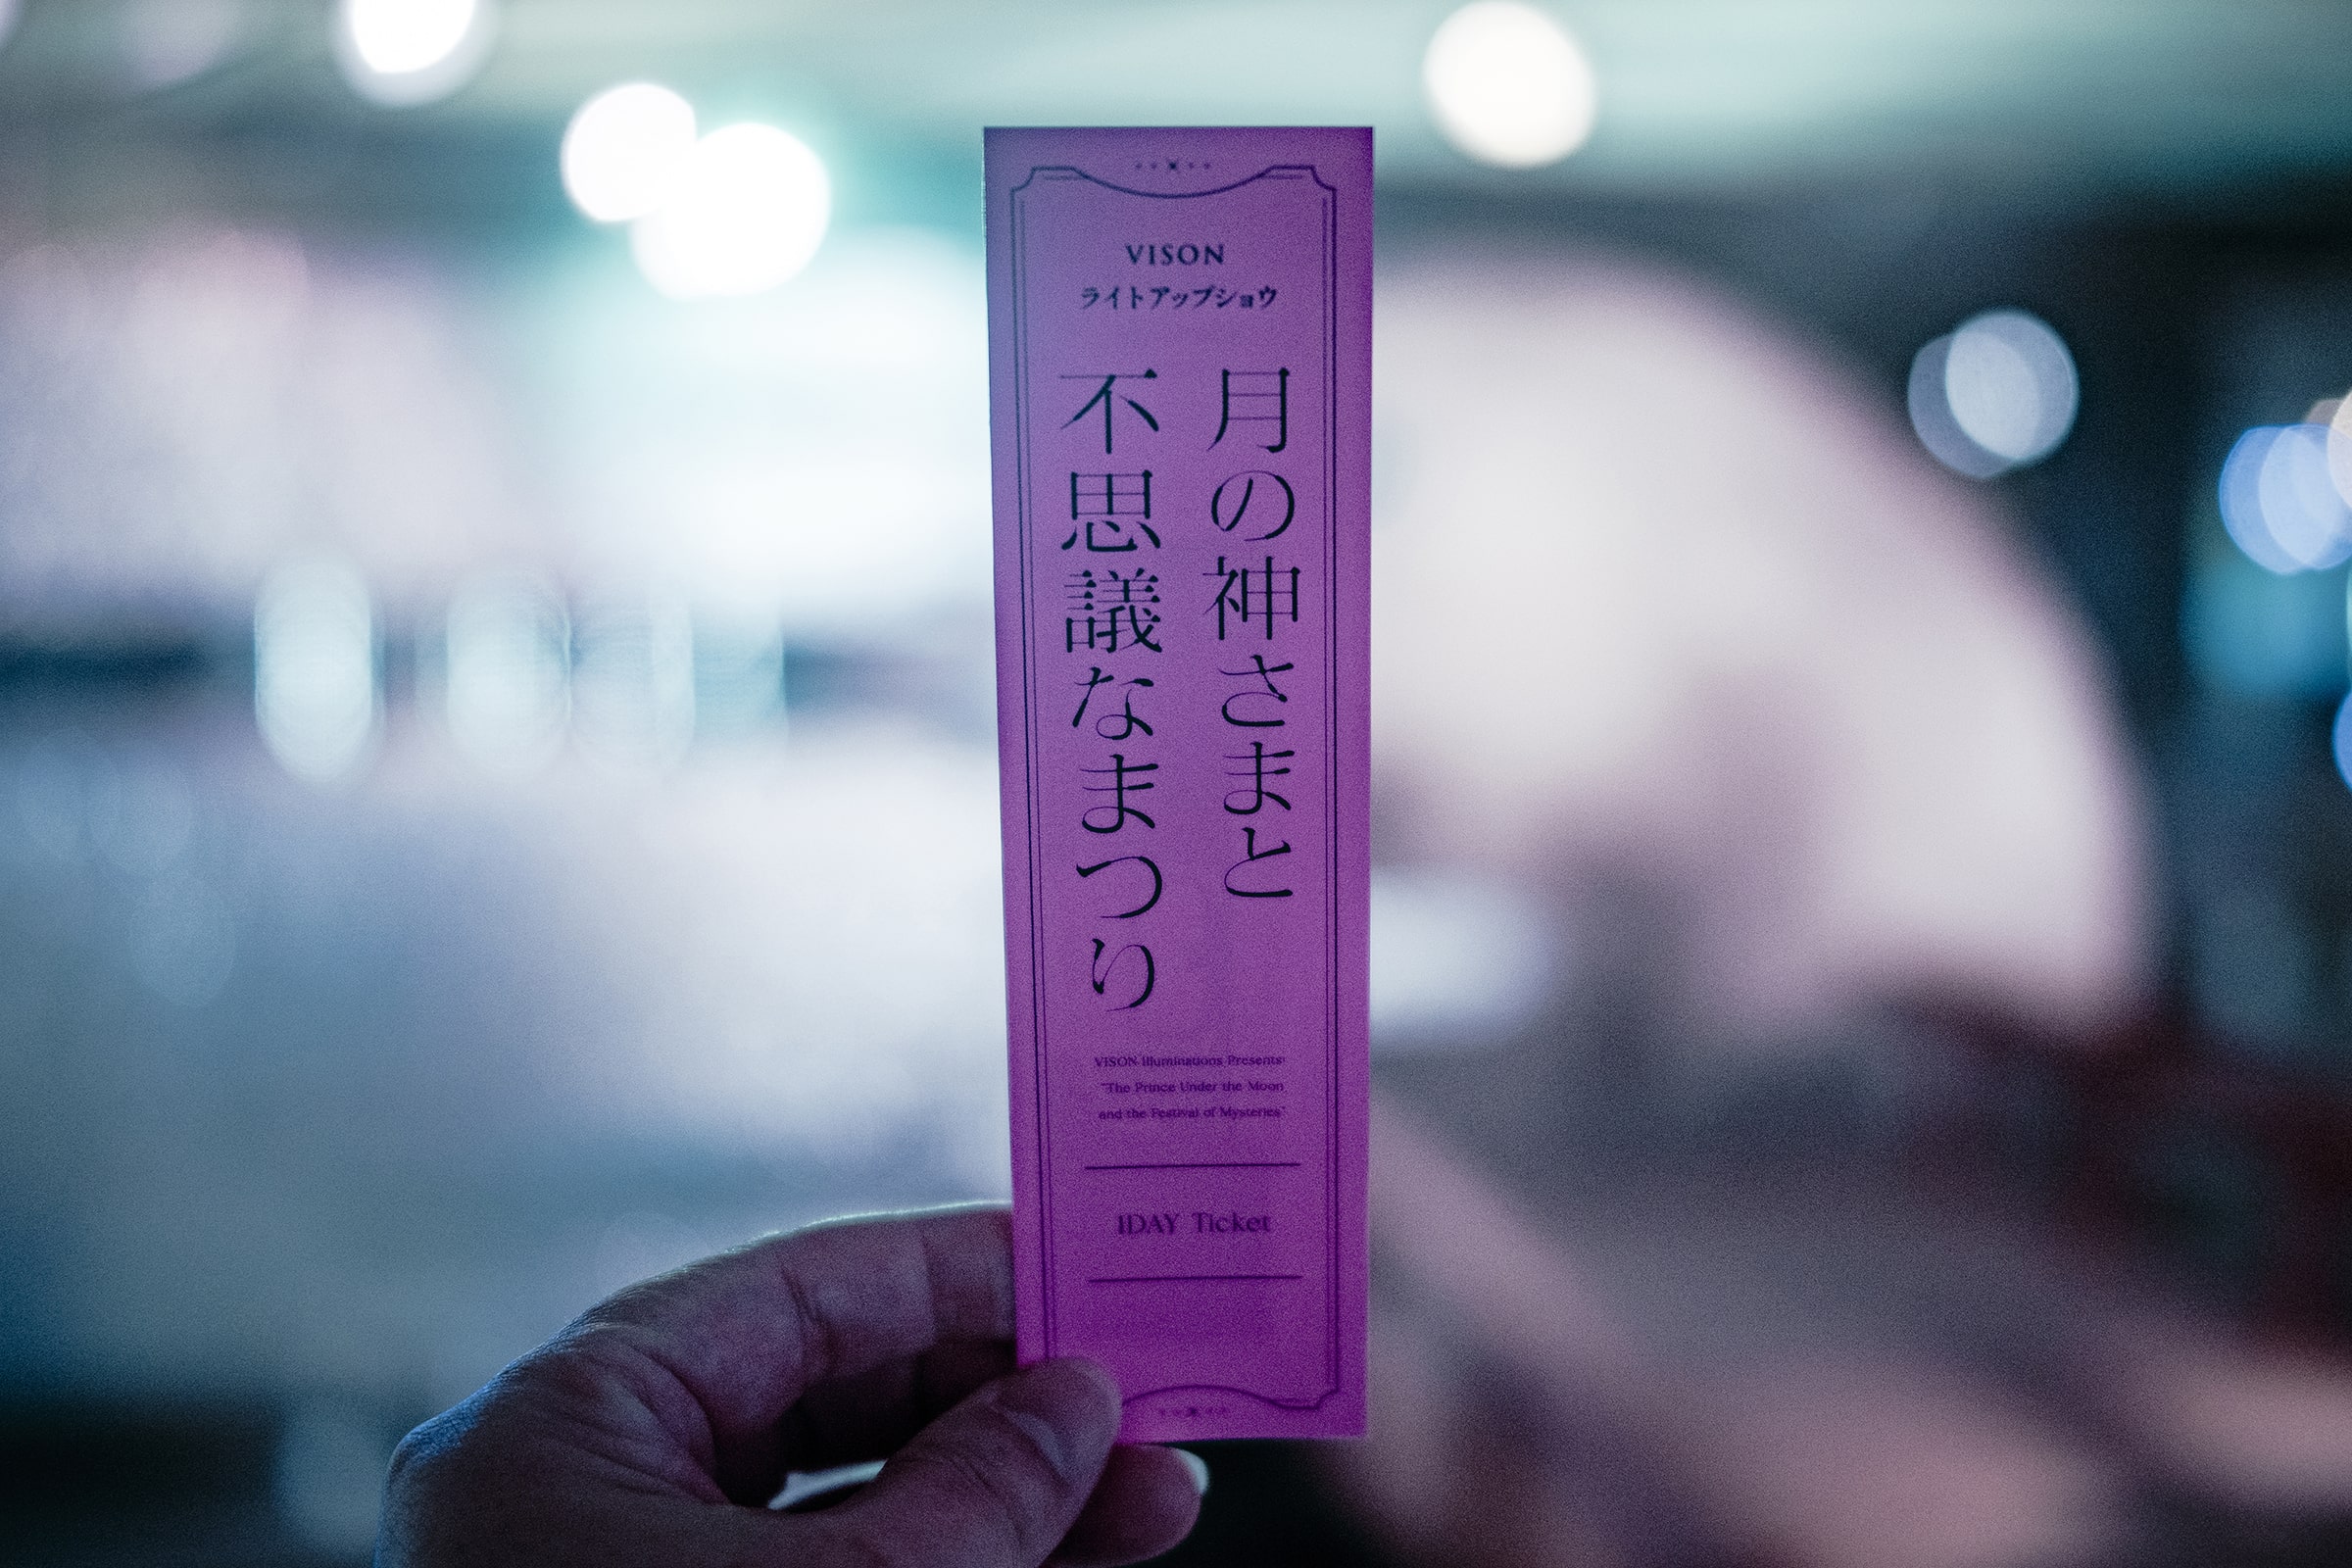 VISON
ライトアップショウ
月の神さまと
不思議なまつり
VISON illuminations Presents
"The Prince Under the Moon
and the Festival of Mysteries"
1DAY Ticket